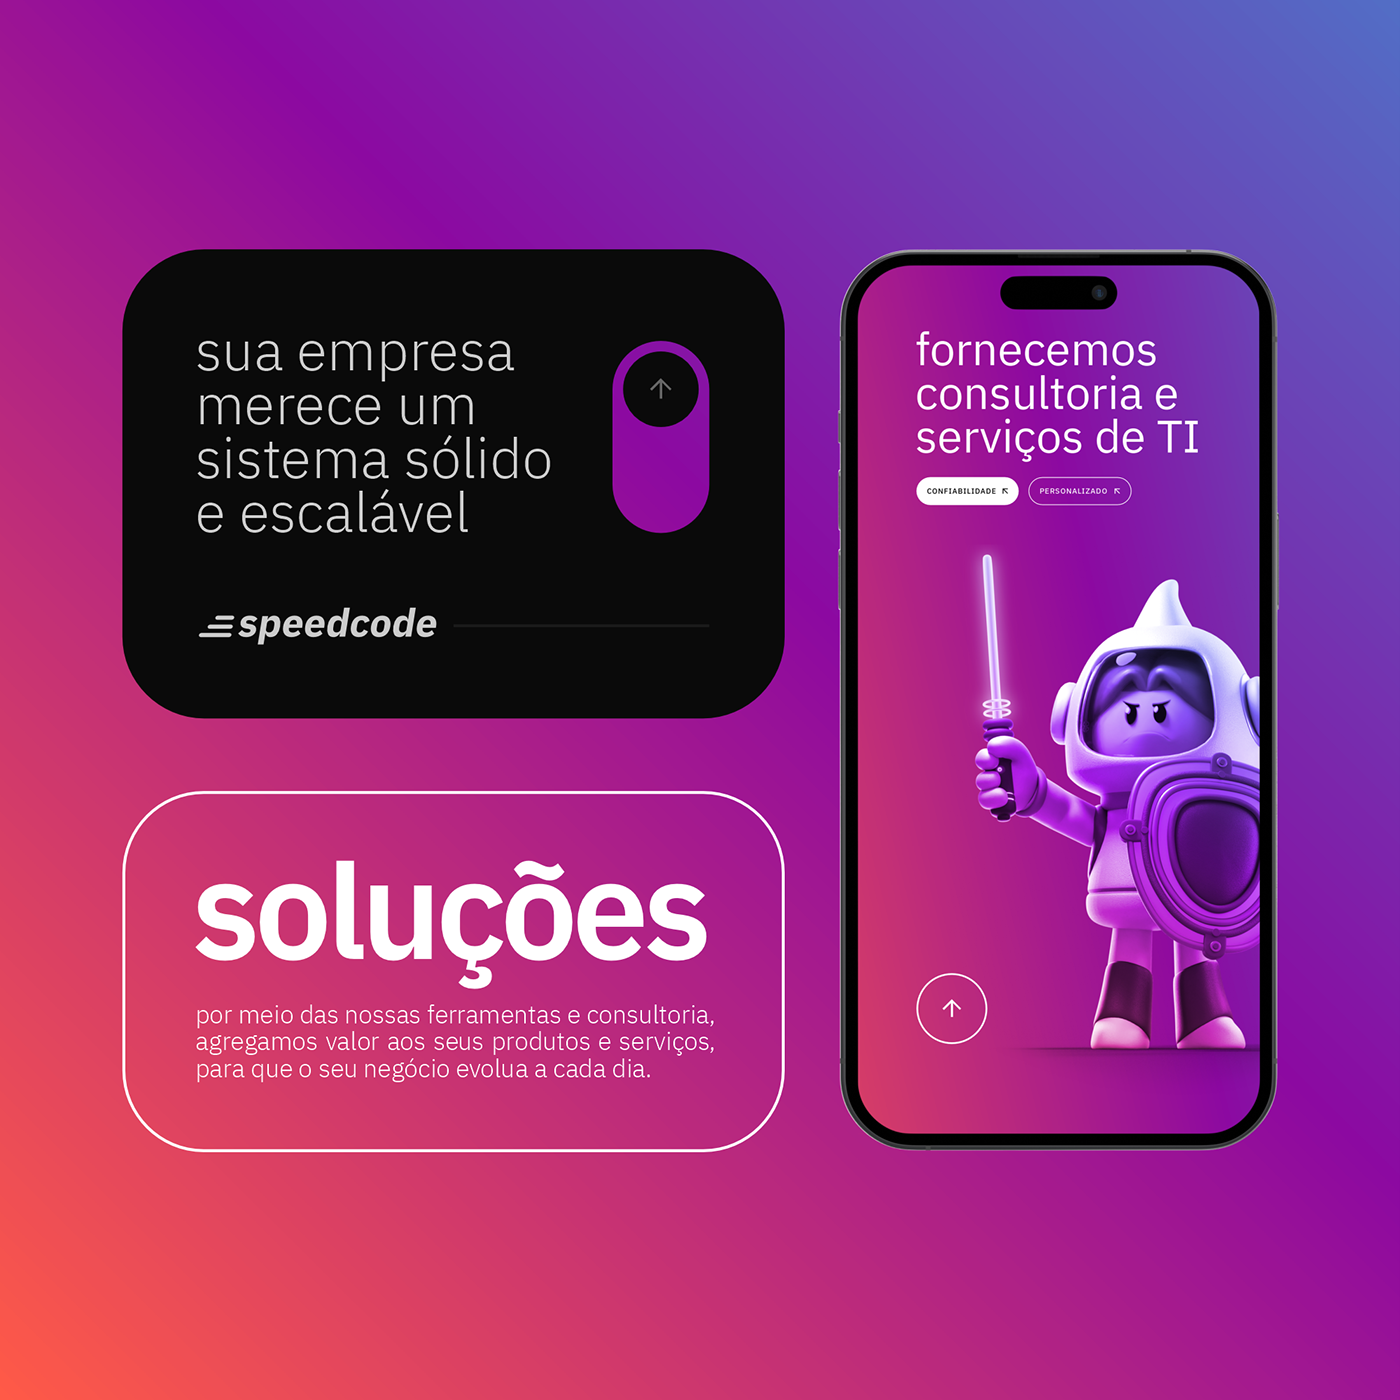 sua empresa
merece um
sistema sólido
e escalável
speedcode
soluções
por meio das nossas ferramentas e consultoria,
agregamos valor aos seus produtos e serviços,
para que o seu negócio evolua a cada dia.
fornecemos
consultoria e
serviços de TI
CONFIABILIDADE
PERSONALIZADO